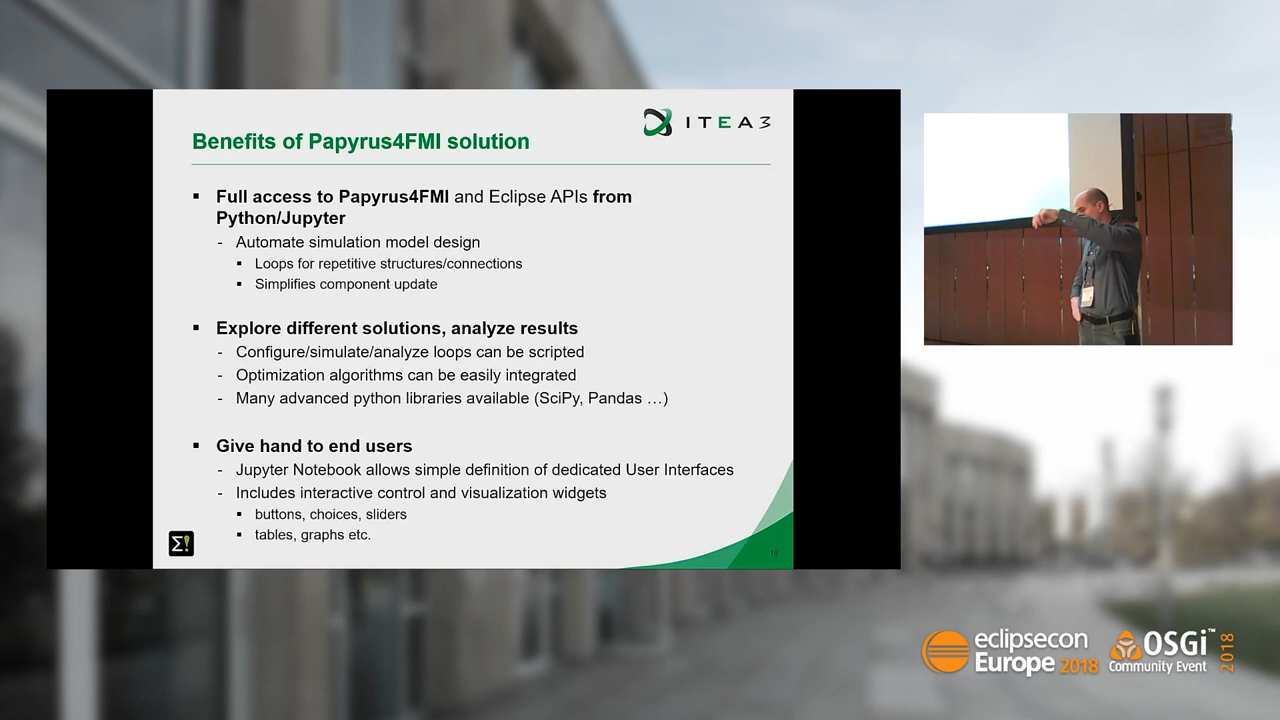 ITEA3
Benefits of Papyrus4FMI solution
▪ Full access to Papyrus4FMI and Eclipse APIs from
Python/Jupyter
- Automate simulation model design
▪ Loops for repetitive structures/connections
▪ Simplifies component update
▪ Explore different solutions, analyze results
- Configure/simulate/analyze loops can be scripted
- Optimization algorithms can be easily integrated
- Many advanced python libraries available (SciPy, Pandas …)
▪ Give hand to end users
- Jupyter Notebook allows simple definition of dedicated User Interfaces
- Includes interactive control and visualization widgets
▪ buttons, choices, sliders
▪ tables, graphs etc.
Σ!
eclipsecon
Europe 2018
OSGi™
Community Event
2018